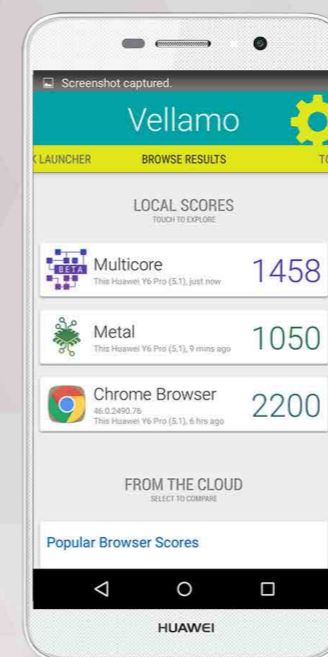 Screenshot captured.
Vellamo
K LAUNCHER BROWSE RESULTS TO
LOCAL SCORES
TOUCH TO EXPLORE
BETA
Multicore
This Huawei Y6 Pro (5.1), just now
1458
Metal
This Huawei Y6 Pro (5.1), 9 mins ago
1050
Chrome Browser
46.0.2490.76
This Huawei Y6 Pro (5.1), 6 hrs ago
2200
FROM THE CLOUD
SELECT TO COMPARE
Popular Browser Scores
HUAWEI